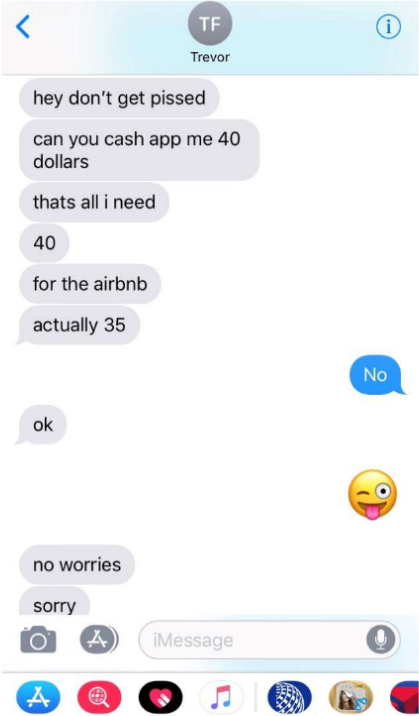 TF
Trevor
hey don't get pissed
can you cash app me 40
dollars
thats all i need
40
for the airbnb
actually 35
No
ok
no worries
sorry
iMessage